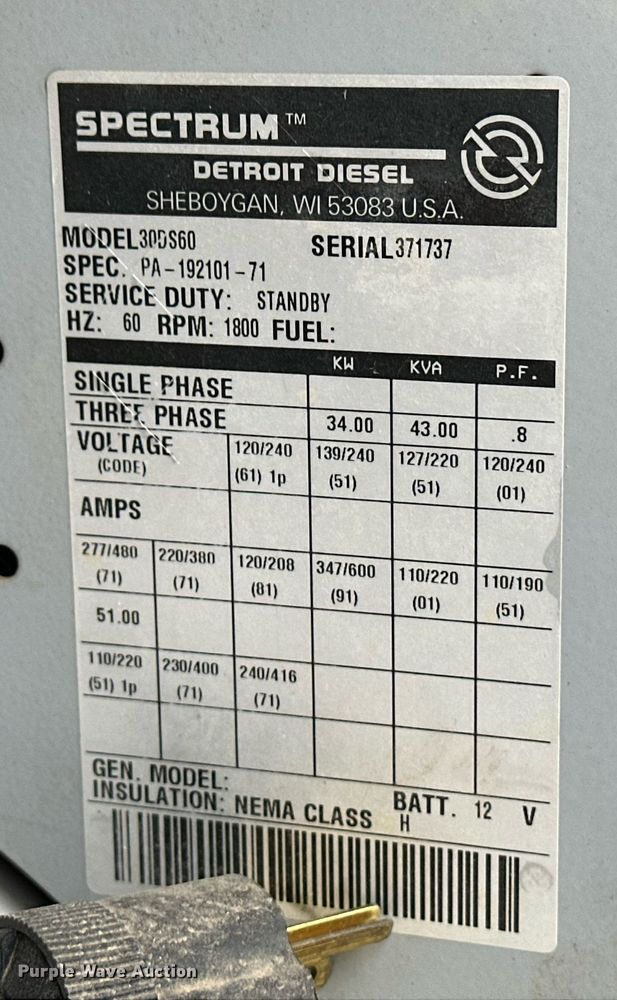 SPECTRUM™
DETROIT DIESEL
SHEBOYGAN, WI 53083 U.S.A.
MODEL 30DS60 SERIAL 371737
SPEC. PA-192101-71
SERVICE DUTY: STANDBY
HZ: 60 RPM: 1800 FUEL:
KW KVA P.F.
SINGLE PHASE
THREE PHASE 34.00 43.00 .8
VOLTAGE 120/240 139/240 127/220 120/240
(CODE) (61) 1p (51) (51) (01)
AMPS
277/480 220/380 120/208 347/600 110/220 110/190
(71) (71) (81) (91) (01) (51)
51.00
110/220 230/400 240/416
(51) 1p (71) (71)
GEN. MODEL:
INSULATION: NEMA CLASS H BATT. 12 V
Purple Wave Auction